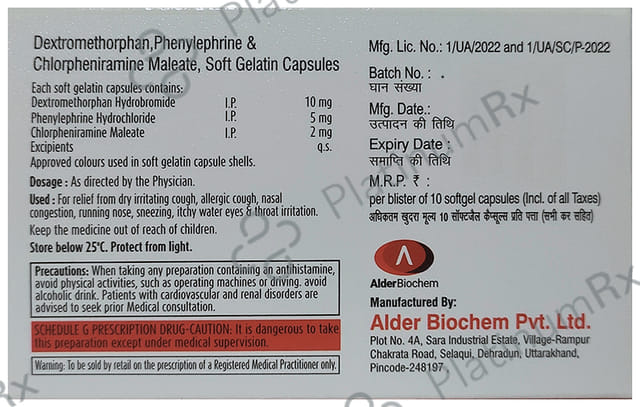 Dextromethorphan,Phenylephrine &
Chlorpheniramine Maleate, Soft Gelatin Capsules
Each soft gelatin capsules contains:
Dextromethorphan Hydrobromide I.P. 10 mg
Phenylephrine Hydrochloride I.P. 5 mg
Chlorpheniramine Maleate I.P. 2 mg
Excipients q.s.
Approved colours used in soft gelatin capsule shells.
Dosage : As directed by the Physician.
Used : For relief from dry irritating cough, allergic cough, nasal
congestion, running nose, sneezing, itchy water eyes & throat irritation.
Keep the medicine out of reach of children.
Store below 25°C. Protect from light.
Precautions: When taking any preparation containing an antihistamine,
avoid physical activities, such as operating machines or driving. avoid
alcoholic drink. Patients with cardiovascular and renal disorders are
advised to seek prior Medical consultation.
SCHEDULE G PRESCRIPTION DRUG-CAUTION: It is dangerous to take
this preparation except under medical supervision.
Warning: To be sold by retail on the prescription of a Registered Medical Practitioner only.
Mfg. Lic. No.: 1/UA/2022 and 1/UA/SC/P-2022
Batch No. :
घान संख्या
Mfg. Date.:
उत्पादन की तिथि
Expiry Date :
समाप्ति की तिथि
M.R.P. ₹ :
per blister of 10 softgel capsules (Incl. of all Taxes)
अधिकतम खुदरा मूल्य 10 सॉफ्टजैल कैप्सूल्स प्रति पत्ता (सभी कर सहित)
AlderBiochem
Manufactured By:
Alder Biochem Pvt. Ltd.
Plot No. 4A, Sara Industrial Estate, Village-Rampur
Chakrata Road, Selaqui, Dehradun, Uttarakhand,
Pincode-248197
PlatinumRx
PlatinumRx
PlatinumRx